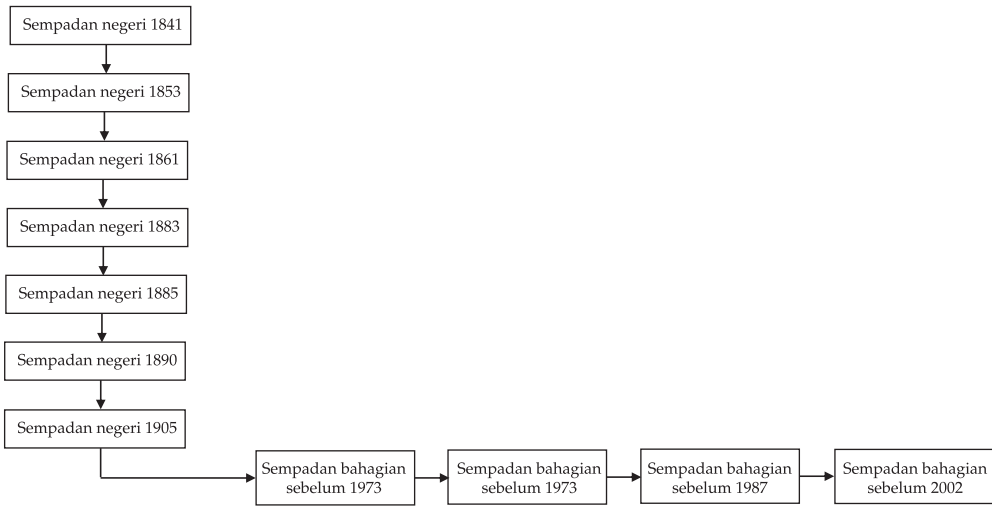 Sempadan negeri 1841
Sempadan negeri 1853
Sempadan negeri 1861
Sempadan negeri 1883
Sempadan negeri 1885
Sempadan negeri 1890
Sempadan negeri 1905
Sempadan bahagian
sebelum 1973
Sempadan bahagian
sebelum 1973
Sempadan bahagian
sebelum 1987
Sempadan bahagian
sebelum 2002